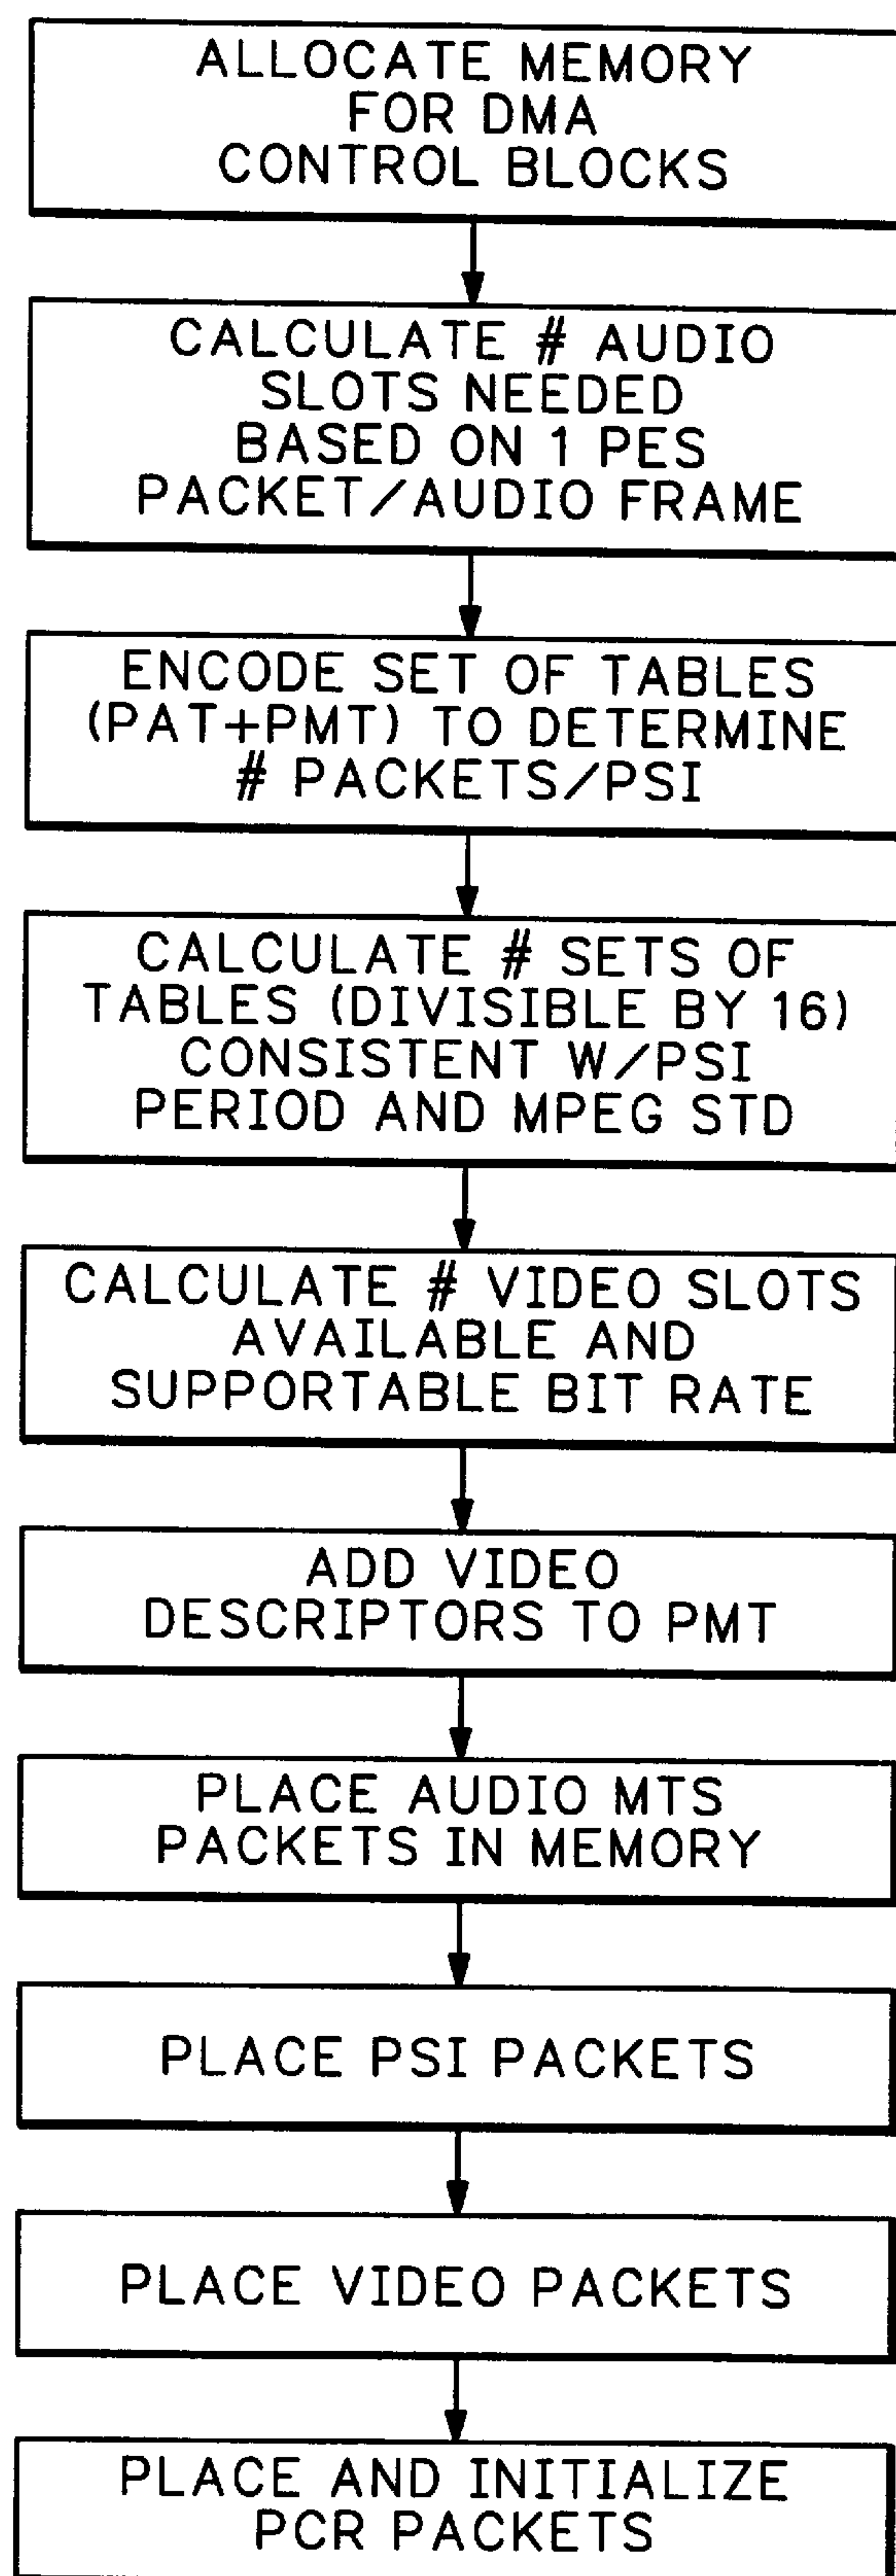 ALLOCATE MEMORY
FOR DMA
CONTROL BLOCKS
CALCULATE # AUDIO
SLOTS NEEDED
BASED ON 1 PES
PACKET/AUDIO FRAME
ENCODE SET OF TABLES
(PAT+PMT) TO DETERMINE
# PACKETS/PSI
CALCULATE # SETS OF
TABLES (DIVISIBLE BY 16)
CONSISTENT W/PSI
PERIOD AND MPEG STD
CALCULATE # VIDEO SLOTS
AVAILABLE AND
SUPPORTABLE BIT RATE
ADD VIDEO
DESCRIPTORS TO PMT
PLACE AUDIO MTS
PACKETS IN MEMORY
PLACE PSI PACKETS
PLACE VIDEO PACKETS
PLACE AND INITIALIZE
PCR PACKETS